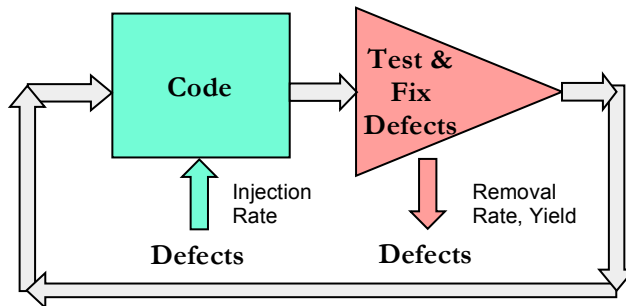 Code
Test &
Fix
Defects
Injection
Rate
Removal
Rate, Yield
Defects
Defects